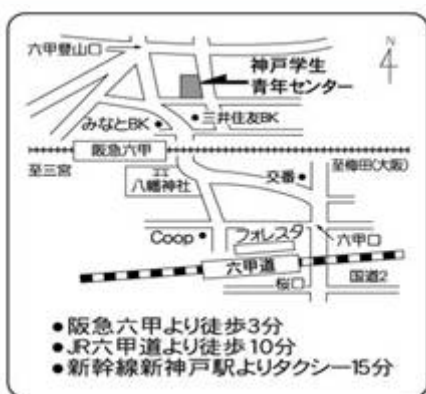 六甲登山口
N
神戸学生
青年センター
みなとBK
三井住友BK
阪急六甲
至三宮
至梅田(大阪)
八幡神社
交番
Coop
フォレスタ
六甲口
六甲道
桜口
国道2
●阪急六甲より徒歩3分
●JR六甲道より徒歩10分
●新幹線新神戸駅よりタクシー15分